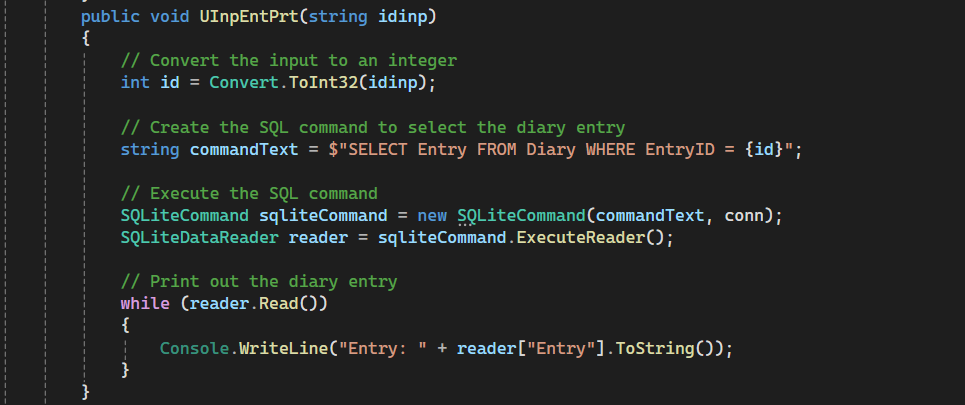 public void UInpEntPrt(string idinp)
{
// Convert the input to an integer
int id = Convert.ToInt32(idinp);
// Create the SQL command to select the diary entry
string commandText = $"SELECT Entry FROM Diary WHERE EntryID = {id}";
// Execute the SQL command
SQLiteCommand sqliteCommand = new SQLiteCommand(commandText, conn);
SQLiteDataReader reader = sqliteCommand.ExecuteReader();
// Print out the diary entry
while (reader.Read())
{
Console.WriteLine("Entry: " + reader["Entry"].ToString());
}
}